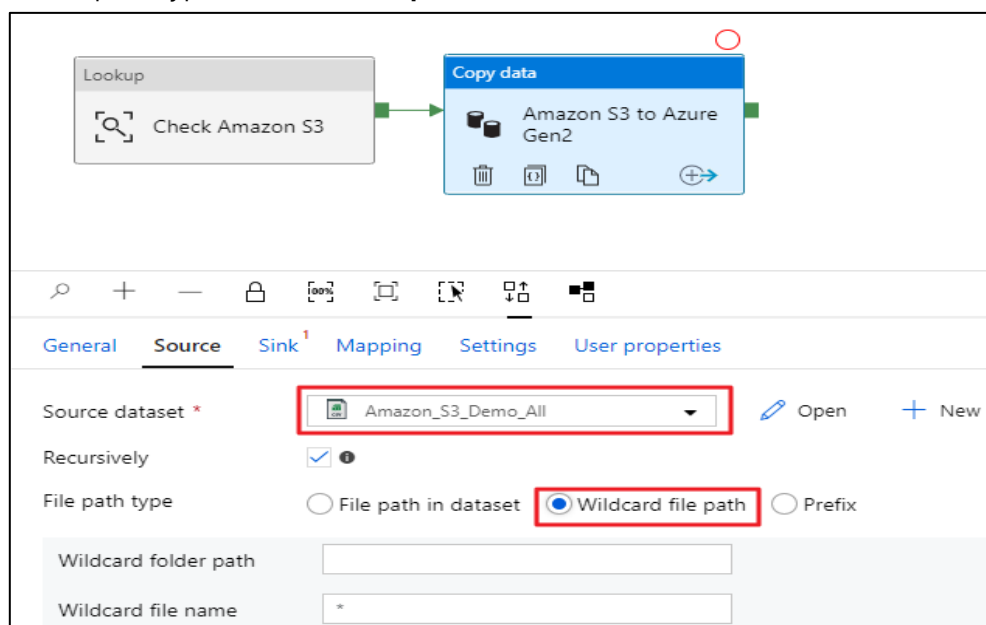 Lookup
Check Amazon S3
Copy data
Amazon S3 to Azure
Gen2
General Source Sink 1 Mapping Settings User properties
Source dataset * Amazon_S3_Demo_All Open + New
Recursively
File path type File path in dataset Wildcard file path Prefix
Wildcard folder path
Wildcard file name *